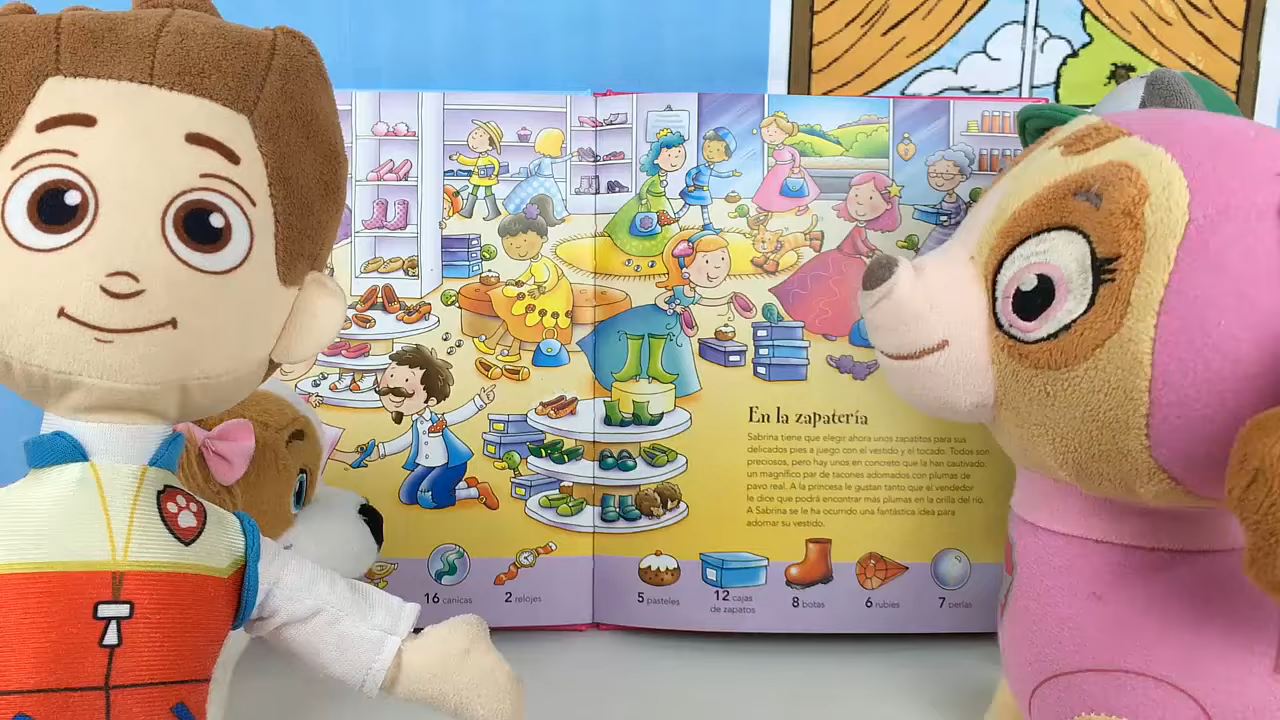 En la zapatería
Sabrina tiene que elegir ahora unos zapatitos para sus
delicados pies a juego con el vestido y el tocado. Todos son
preciosos, pero hay unos en concreto que la han cautivado:
un magnífico par de tacones adornados con plumas de
pavo real. A la princesa le gustan tanto que el vendedor
le dice que podrá encontrar más plumas en la orilla del río.
A Sabrina se le ha ocurrido una fantástica idea para
adornar su vestido.
16 canicas
2 relojes
5 pasteles
12 cajas
de zapatos
8 botas
6 rubíes
7 perlas